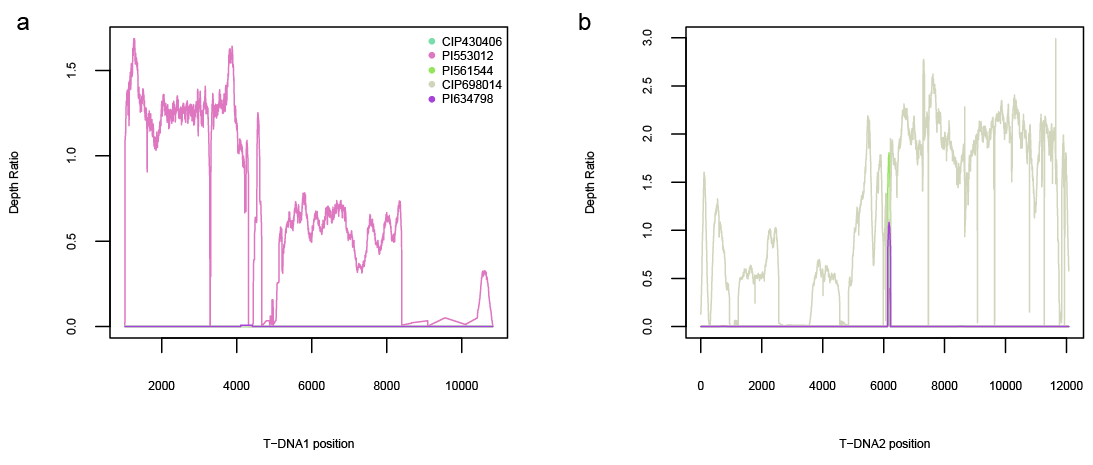 a
Depth Ratio
0.0
0.5
1.0
1.5
CIP430406
PI553012
PI561544
CIP698014
PI634798
2000 4000 6000 8000 10000
T−DNA1 position
b
Depth Ratio
0.0
0.5
1.0
1.5
2.0
2.5
3.0
0 2000 4000 6000 8000 10000 12000
T−DNA2 position